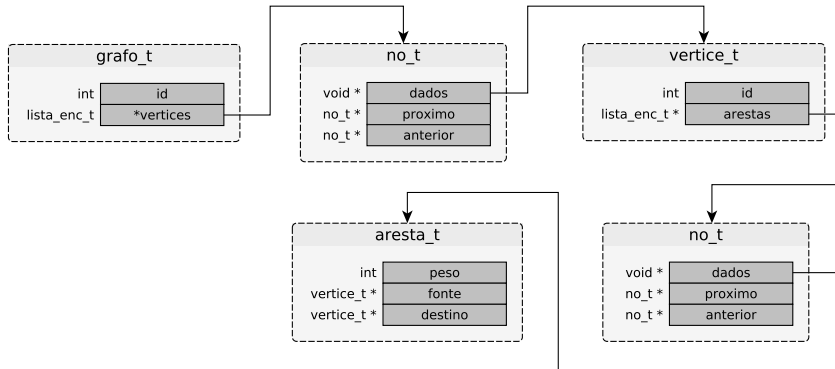 grafo_t
int id
lista_enc_t *vertices
no_t
void * dados
no_t * proximo
no_t * anterior
vertice_t
int id
lista_enc_t * arestas
aresta_t
int peso
vertice_t * fonte
vertice_t * destino
no_t
void * dados
no_t * proximo
no_t * anterior